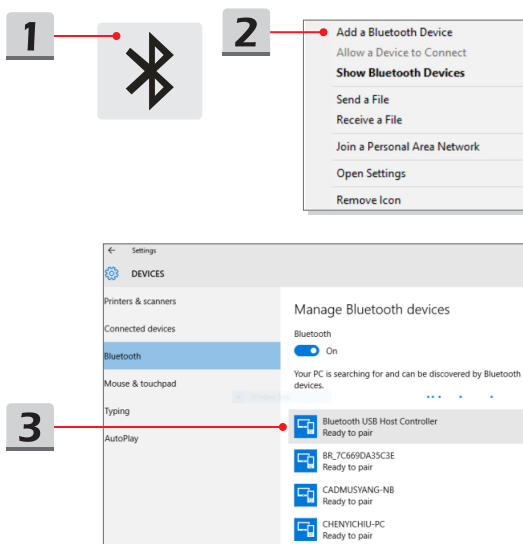 1
2
Add a Bluetooth Device
Allow a Device to Connect
Show Bluetooth Devices
Send a File
Receive a File
Join a Personal Area Network
Open Settings
Remove Icon
← Settings
DEVICES
Printers & scanners
Connected devices
Bluetooth
Mouse & touchpad
Typing
AutoPlay
Manage Bluetooth devices
Bluetooth
On
Your PC is searching for and can be discovered by Bluetooth
devices.
3
Bluetooth USB Host Controller
Ready to pair
BR_7C669DA35C3E
Ready to pair
CADMUSYANG-NB
Ready to pair
CHENYICHIU-PC
Ready to pair